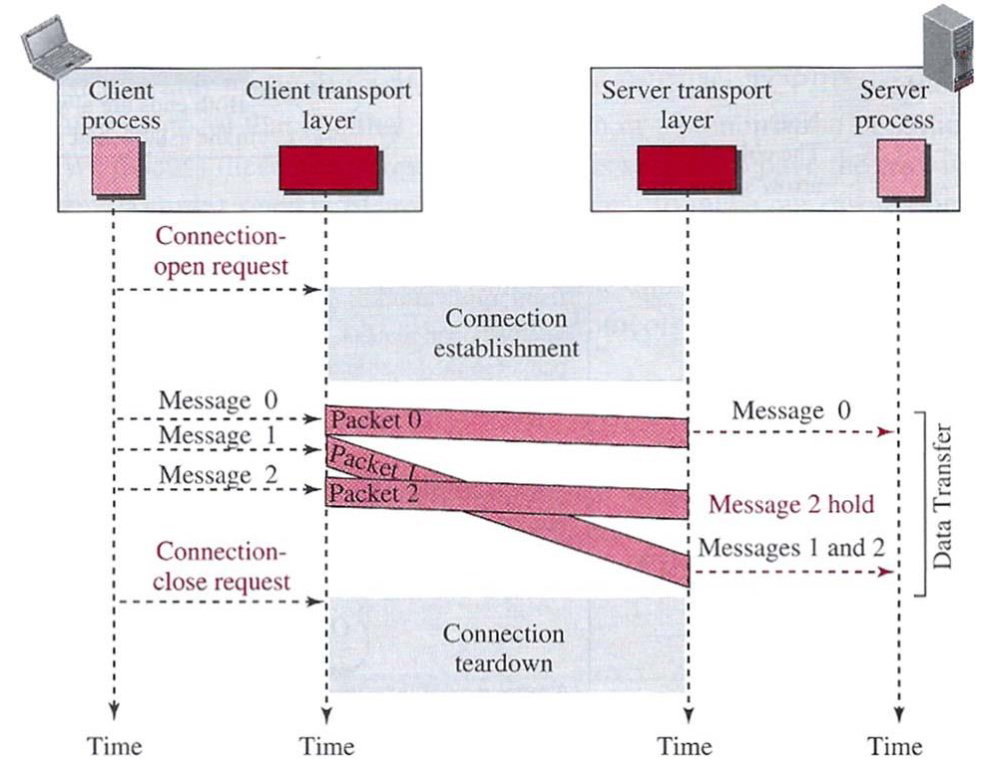 Client
process
Client transport
layer
Server transport
layer
Server
process
Connection-
open request
Connection
establishment
Message 0
Message 1
Message 2
Packet 0
Packet 1
Packet 2
Message 0
Message 2 hold
Messages 1 and 2
Data Transfer
Connection-
close request
Connection
teardown
Time
Time
Time
Time